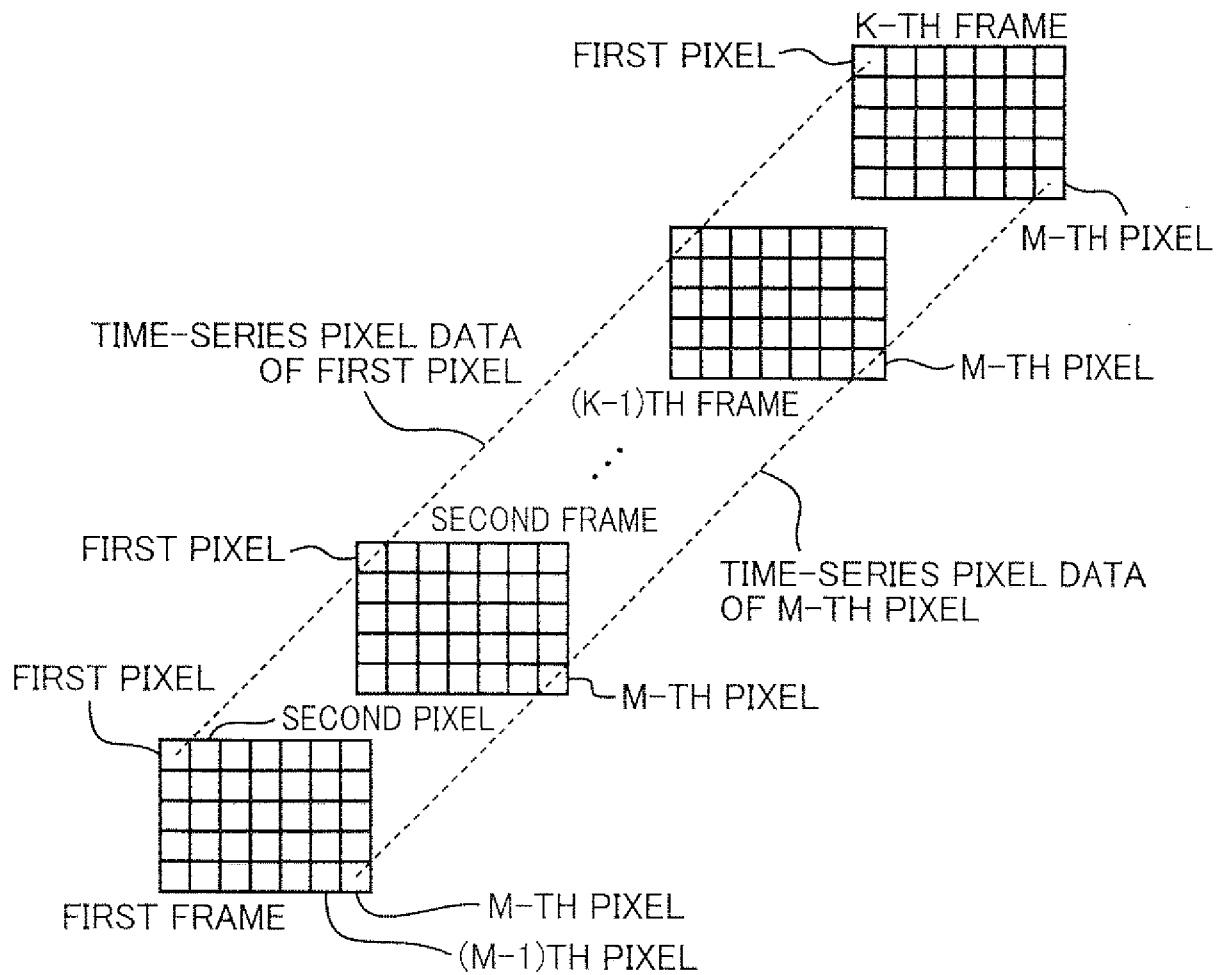 K-TH FRAME
FIRST PIXEL
M-TH PIXEL
TIME-SERIES PIXEL DATA
OF FIRST PIXEL
M-TH PIXEL
(K-1)TH FRAME
SECOND FRAME
FIRST PIXEL
TIME-SERIES PIXEL DATA
OF M-TH PIXEL
FIRST PIXEL
M-TH PIXEL
SECOND PIXEL
FIRST FRAME
M-TH PIXEL
(M-1)TH PIXEL